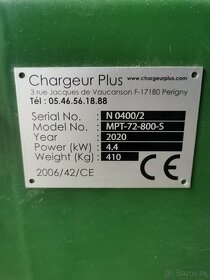 Chargeur Plus
www.chargeurplus.com
3 rue Jacques de Vaucanson F-17180 Perigny
Tél : 05.46.56.18.88
Serial No. N 0400/2
Model No. MPT-72-800-S
Year 2020
Power (kW) 4.4
Weight (Kg) 410
2006/42/CE
CE
bazos.sk